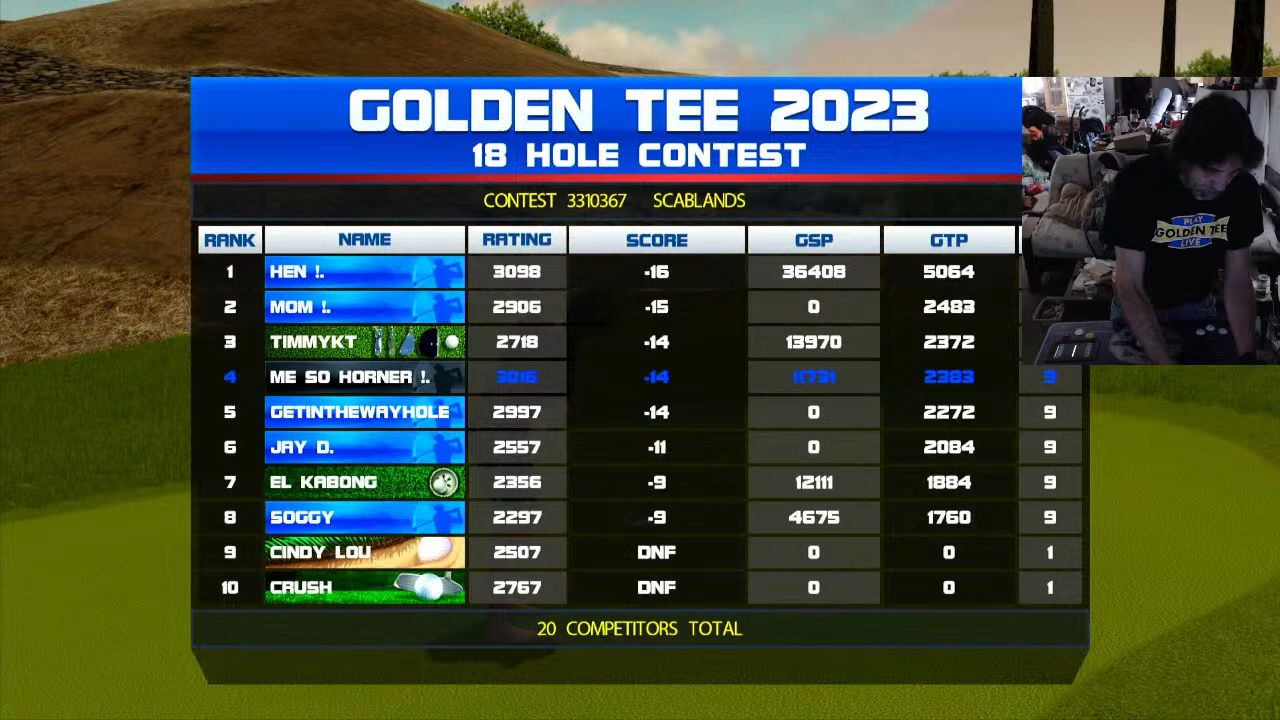 GOLDEN TEE 2023
18 HOLE CONTEST
CONTEST 3310367 SCABLANDS
RANK NAME RATING SCORE GSP GTP
1 HEN !. 3098 -16 36408 5064
2 MOM !. 2906 -15 0 2483
3 TIMMYKT 2718 -14 13970 2372
4 ME SO HORNER !. 3016 -14 11731 2383 9
5 GETINTHEWAYHOLE 2997 -14 0 2272 9
6 JAY D. 2557 -11 0 2084 9
7 EL KABONG 2356 -9 12111 1884 9
8 SOGGY 2297 -9 4675 1760 9
9 CINDY LOU 2507 DNF 0 0 1
10 CRUSH 2767 DNF 0 0 1
20 COMPETITORS TOTAL
PLAY
GOLDEN TEE
LIVE